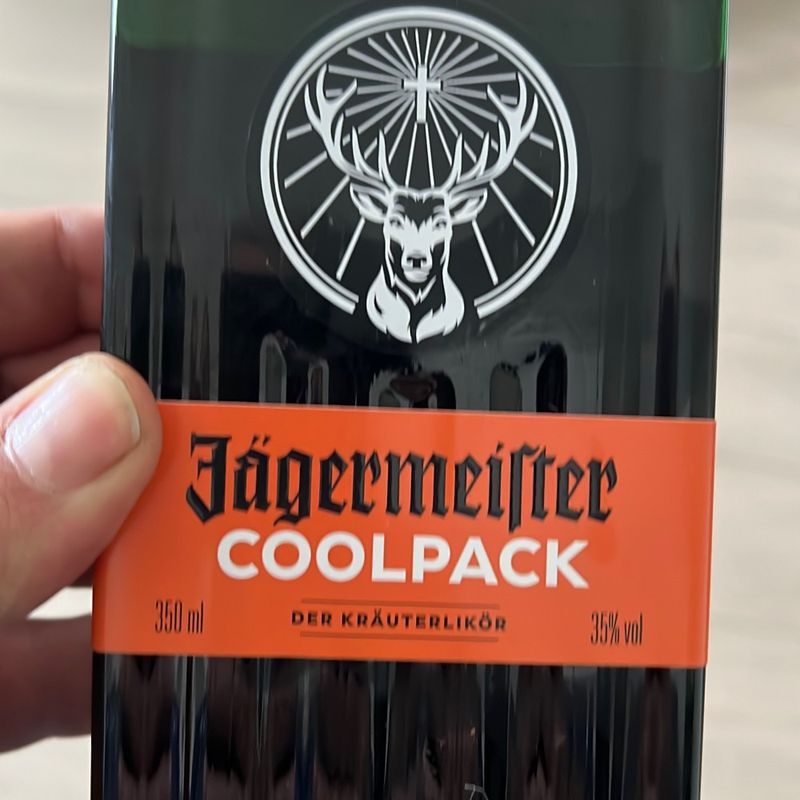 Jägermeister
COOLPACK
350 ml
DER KRÄUTERLIKÖR
35% vol